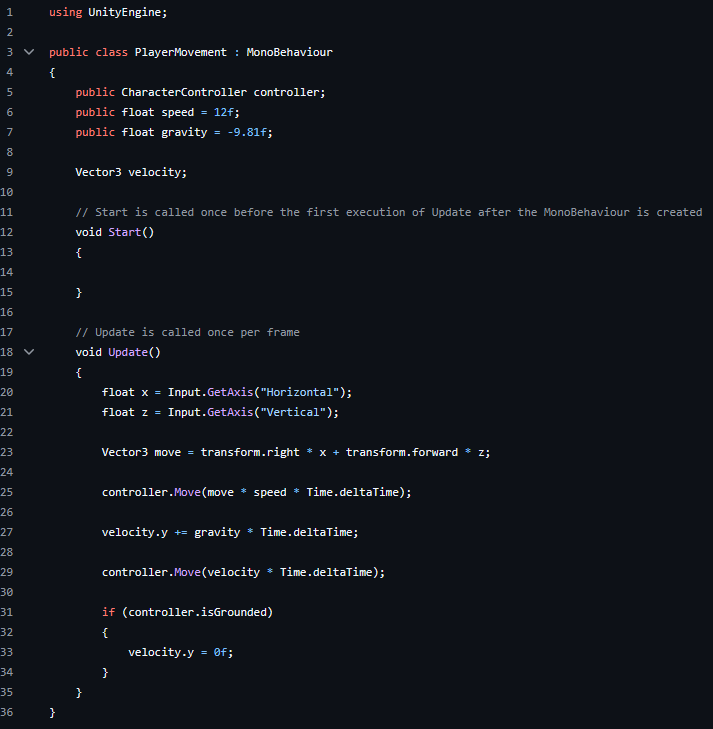 1 using UnityEngine;
2
3 public class PlayerMovement : MonoBehaviour
4 {
5     public CharacterController controller;
6     public float speed = 12f;
7     public float gravity = -9.81f;
8
9     Vector3 velocity;
10
11     // Start is called once before the first execution of Update after the MonoBehaviour is created
12     void Start()
13     {
14
15     }
16
17     // Update is called once per frame
18     void Update()
19     {
20         float x = Input.GetAxis("Horizontal");
21         float z = Input.GetAxis("Vertical");
22
23         Vector3 move = transform.right * x + transform.forward * z;
24
25         controller.Move(move * speed * Time.deltaTime);
26
27         velocity.y += gravity * Time.deltaTime;
28
29         controller.Move(velocity * Time.deltaTime);
30
31         if (controller.isGrounded)
32         {
33             velocity.y = 0f;
34         }
35     }
36 }